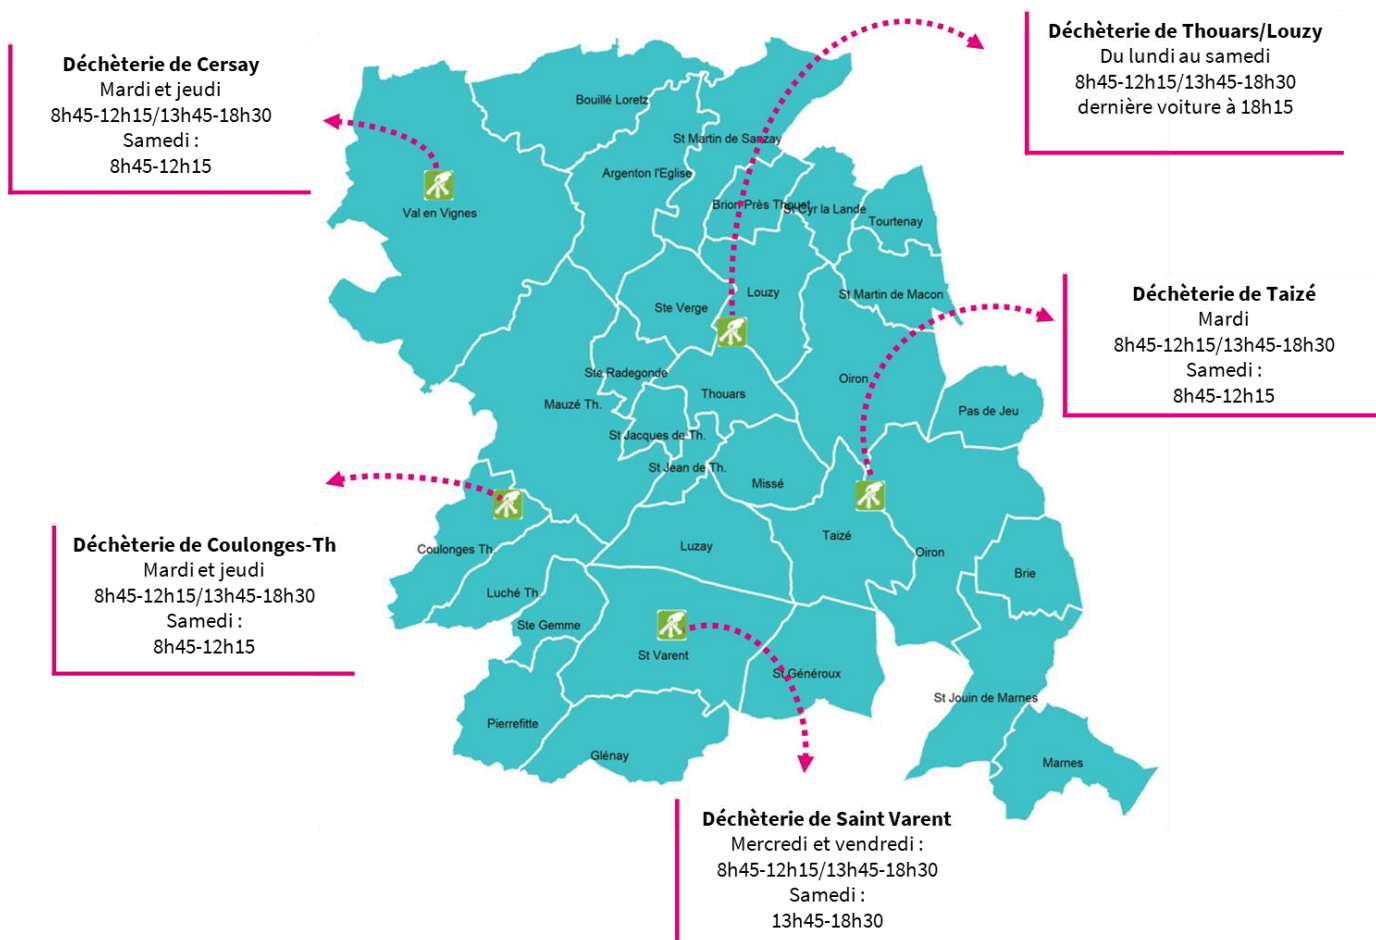 Déchèterie de Cersay
Mardi et jeudi
8h45-12h15/13h45-18h30
Samedi :
8h45-12h15
Déchèterie de Thouars/Louzy
Du lundi au samedi
8h45-12h15/13h45-18h30
dernière voiture à 18h15
Déchèterie de Taizé
Mardi
8h45-12h15/13h45-18h30
Samedi :
8h45-12h15
Déchèterie de Coulonges-Th
Mardi et jeudi
8h45-12h15/13h45-18h30
Samedi :
8h45-12h15
Déchèterie de Saint Varent
Mercredi et vendredi :
8h45-12h15/13h45-18h30
Samedi :
13h45-18h30
Bouillé Loretz
St Martin de Sanzay
Argenton l'Eglise
Val en Vignes
Brion Près Thouet
St Cyr la Lande
Tourtenay
Louzy
St Martin de Macon
Ste Verge
Ste Radegonde
Mauzé Th.
Thouars
Oiron
Pas de Jeu
St Jacques de Th.
St Jean de Th.
Missé
Coulonges Th.
Luzay
Taizé
Oiron
Brie
Luché Th.
Ste Gemme
St Varent
St Généroux
St Jouin de Marnes
Pierrefitte
Glénay
Marnes